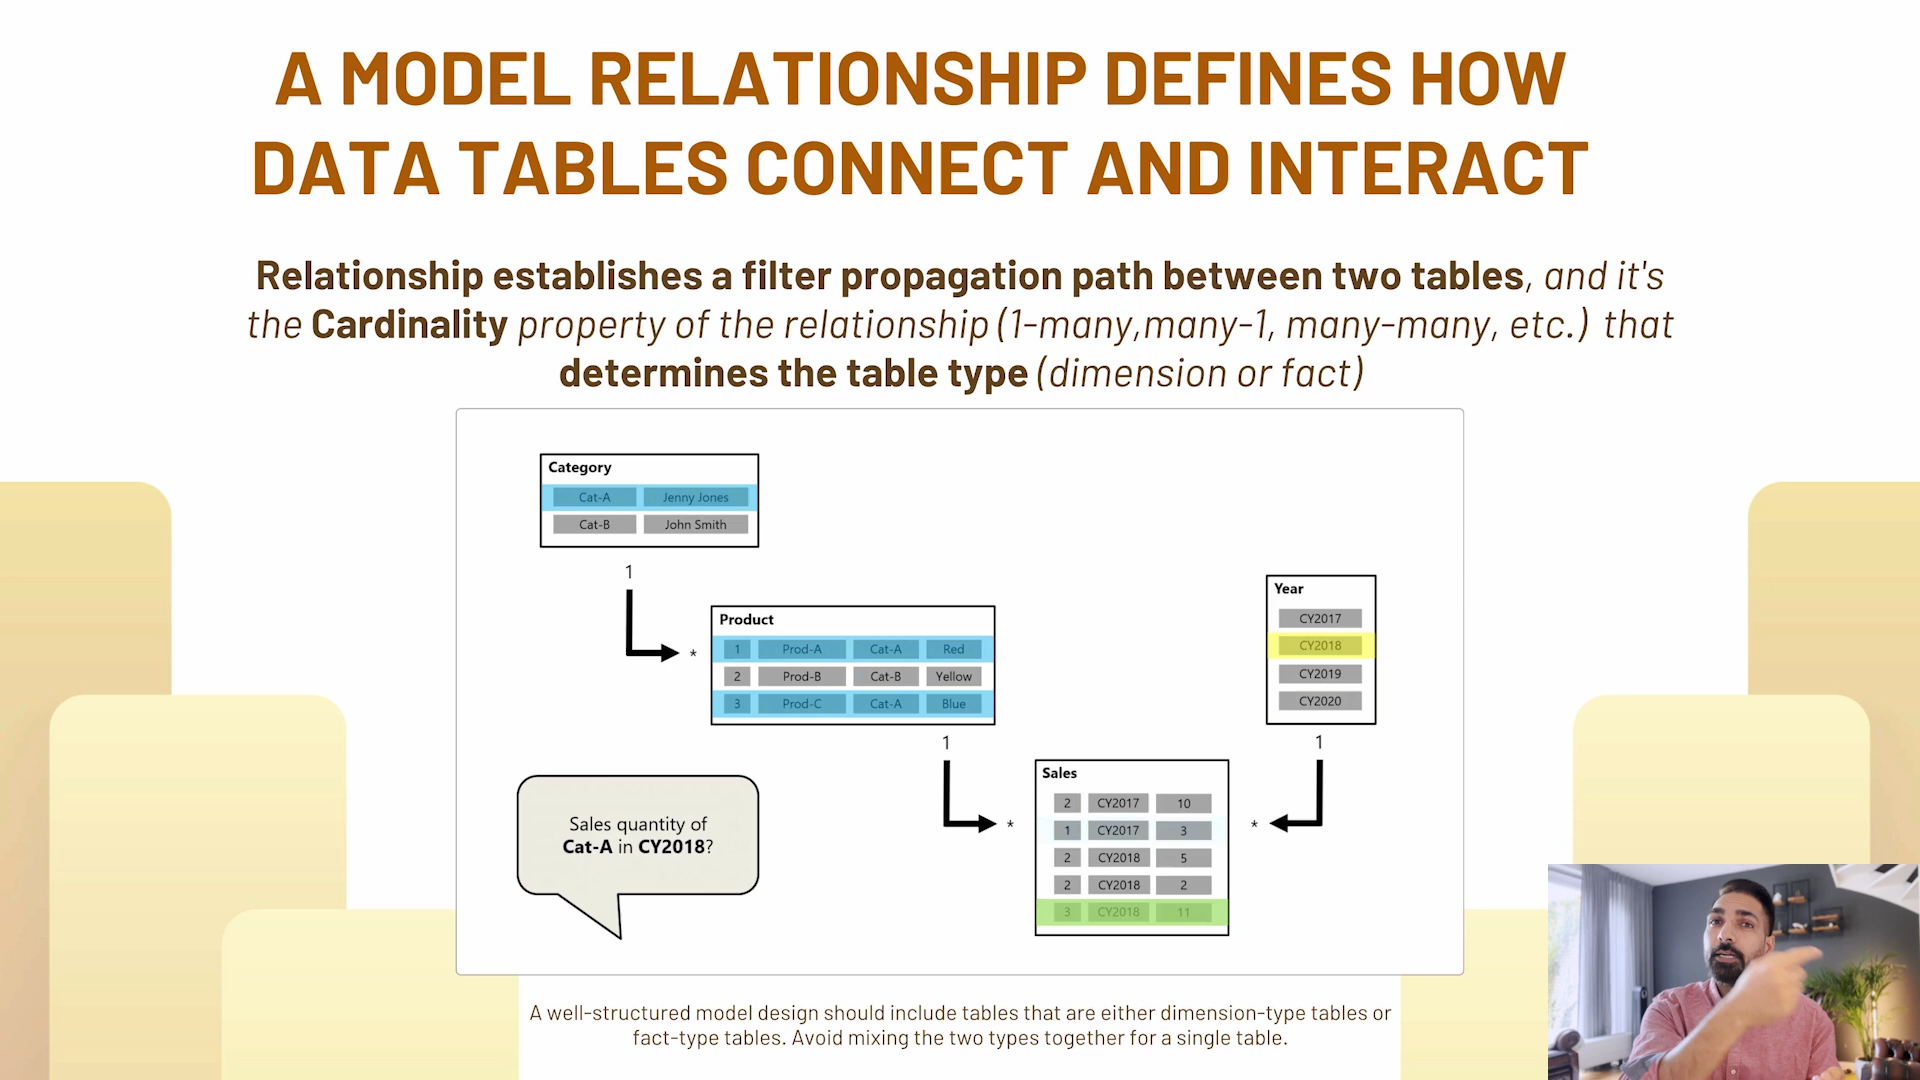 A MODEL RELATIONSHIP DEFINES HOW
DATA TABLES CONNECT AND INTERACT
Relationship establishes a filter propagation path between two tables, and it's
the Cardinality property of the relationship (1-many,many-1, many-many, etc.) that
determines the table type (dimension or fact)
Category
Cat-A Jenny Jones
Cat-B John Smith
1
*
Product
1 Prod-A Cat-A Red
2 Prod-B Cat-B Yellow
3 Prod-C Cat-A Blue
Year
CY2017
CY2018
CY2019
CY2020
1
*
1
*
Sales
2 CY2017 10
1 CY2017 3
2 CY2018 5
2 CY2018 2
3 CY2018 11
Sales quantity of
Cat-A in CY2018?
A well-structured model design should include tables that are either dimension-type tables or
fact-type tables. Avoid mixing the two types together for a single table.